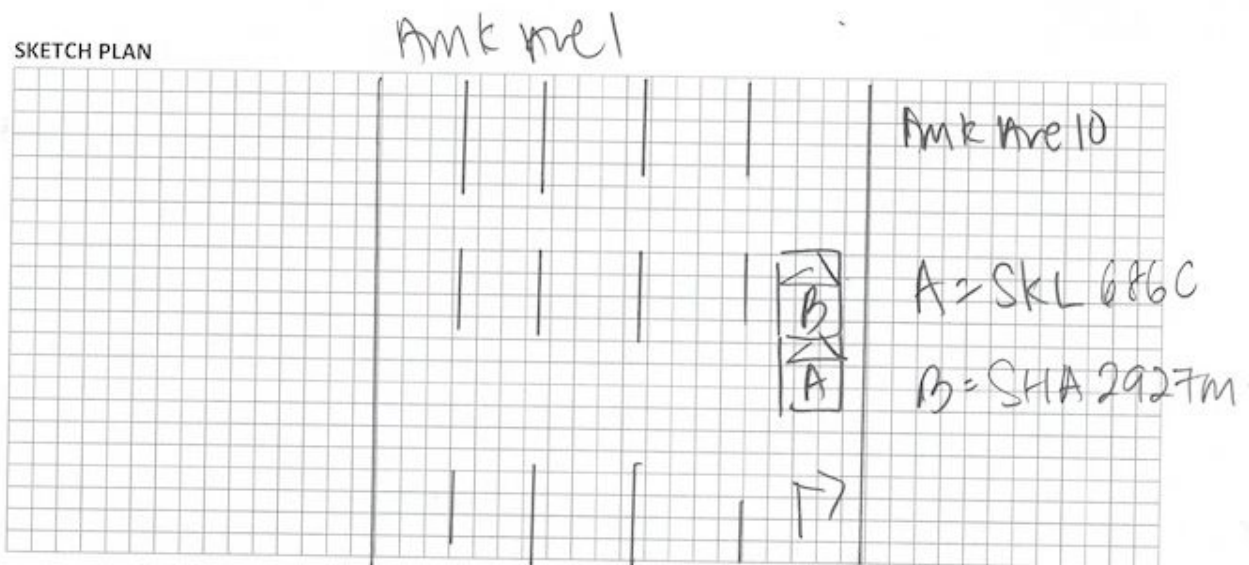 Amk Ave 1
SKETCH PLAN
Amk Ave 10
A = SKL 686C
B
A
B = SHA 2927m